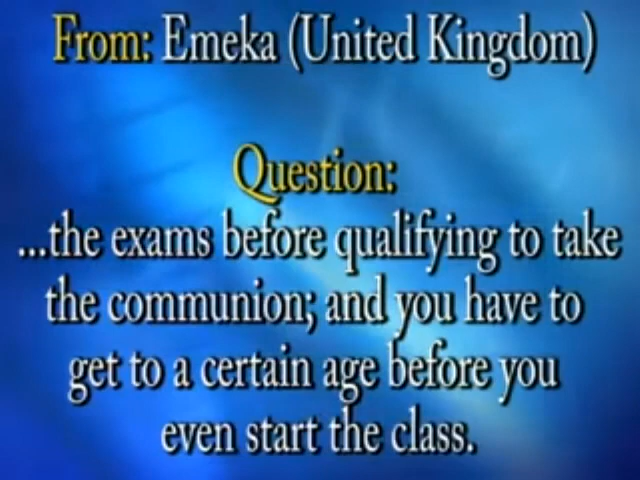 From: Emeka (United Kingdom)
Question:
...the exams before qualifying to take
the communion; and you have to
get to a certain age before you
even start the class.